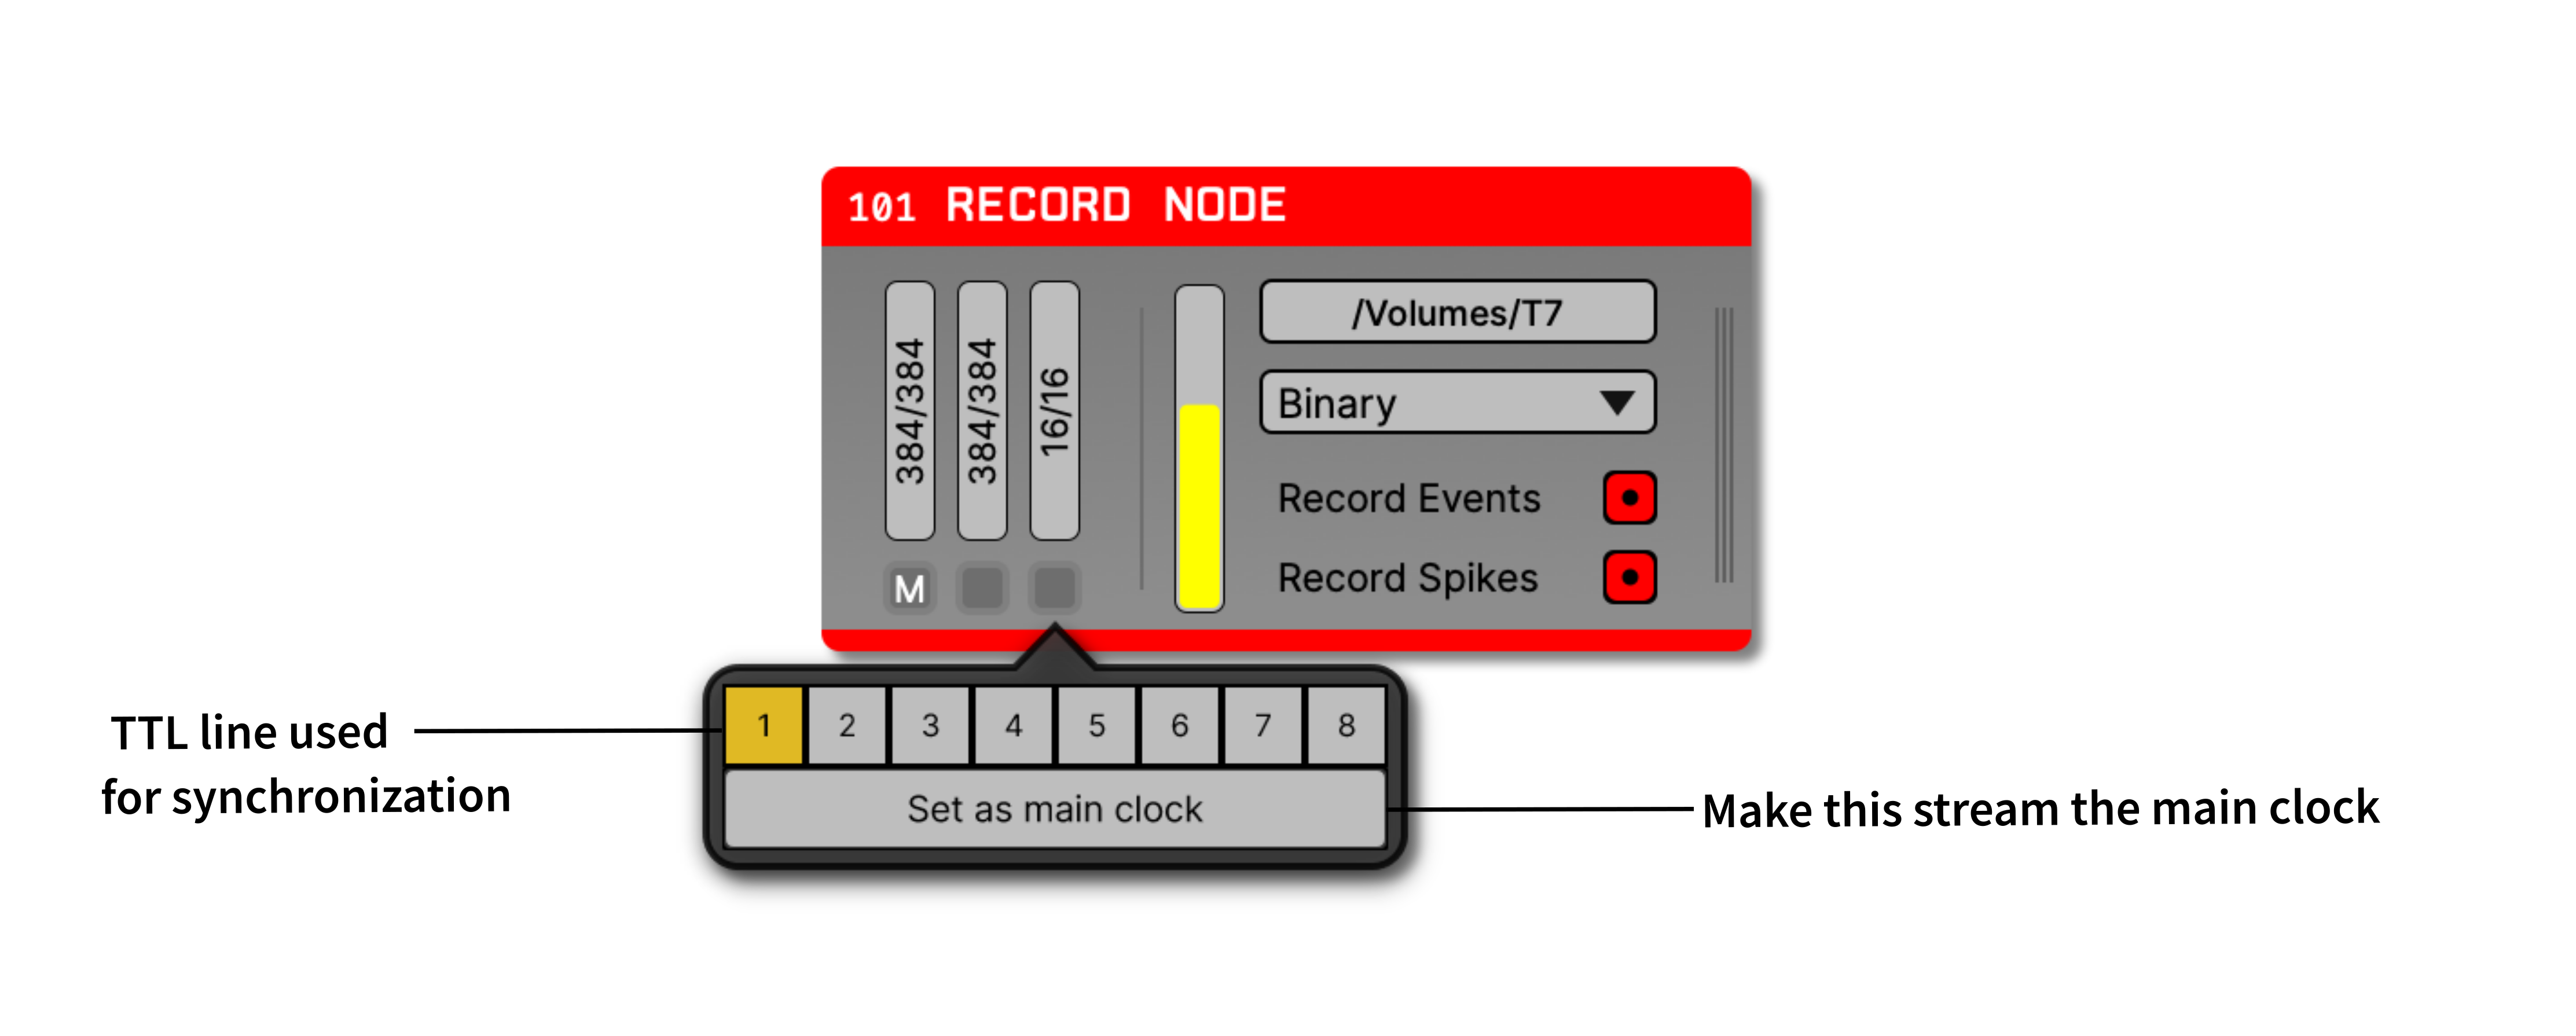 101 RECORD NODE
384/384
384/384
16/16
M
/Volumes/T7
Binary
Record Events
Record Spikes
1 2 3 4 5 6 7 8
Set as main clock
TTL line used
for synchronization
Make this stream the main clock